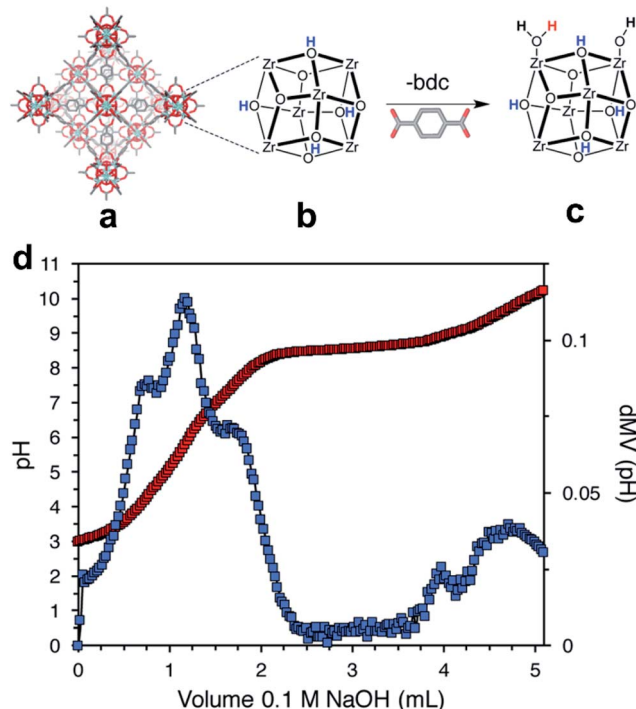 H
O
Zr O Zr
O Zr
HO Zr OH O
H O
Zr Zr
O
-bdc
H H H
O H O
Zr O Zr
O
O Zr
HO Zr OH O
H O
Zr Zr
O
a b c
d
pH
11
10
9
8
7
6
5
4
3
2
1
0
0.1
0.05
0
dMV (pH)
0 1 2 3 4 5
Volume 0.1 M NaOH (mL)